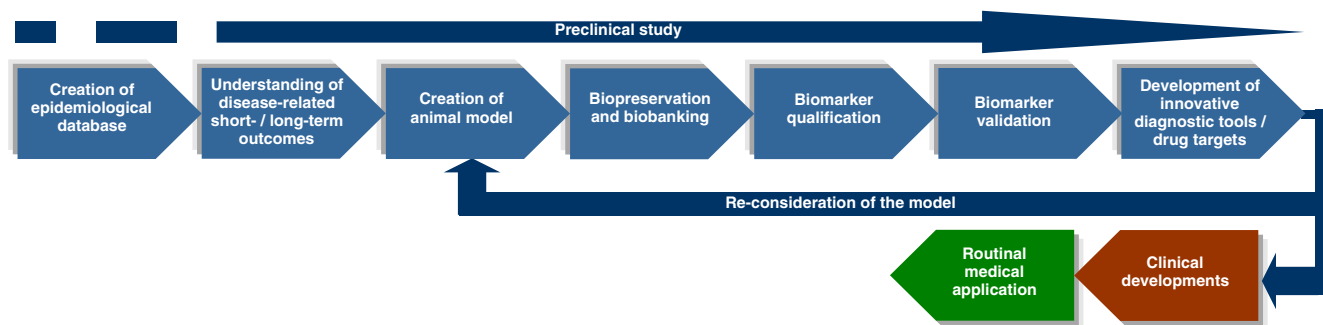 Preclinical study
Creation of
epidemiological
database
Understanding of
disease-related
short- / long-term
outcomes
Creation of
animal model
Biopreservation
and biobanking
Biomarker
qualification
Biomarker
validation
Development of
innovative
diagnostic tools /
drug targets
Re-consideration of the model
Routinal
medical
application
Clinical
developments